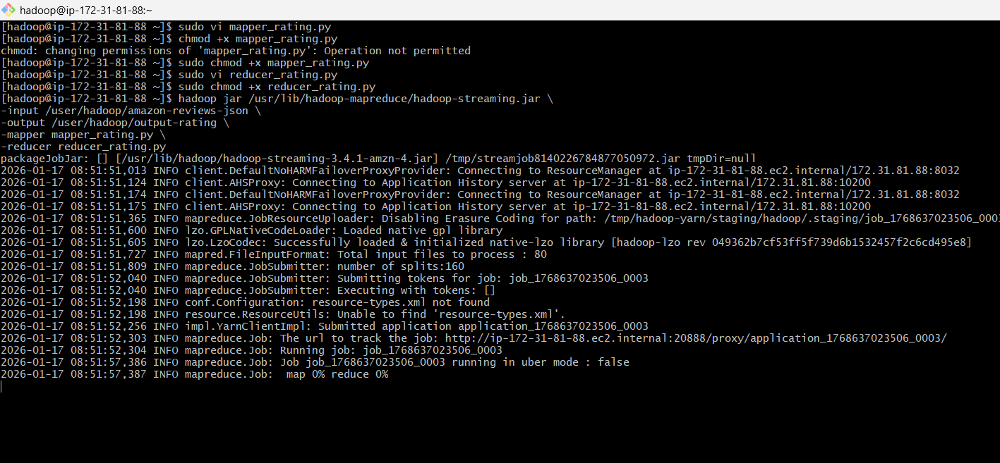 hadoop@ip-172-31-81-88:~
[hadoop@ip-172-31-81-88 ~]$ sudo vi mapper_rating.py
[hadoop@ip-172-31-81-88 ~]$ chmod +x mapper_rating.py
chmod: changing permissions of 'mapper_rating.py': Operation not permitted
[hadoop@ip-172-31-81-88 ~]$ sudo chmod +x mapper_rating.py
[hadoop@ip-172-31-81-88 ~]$ sudo vi reducer_rating.py
[hadoop@ip-172-31-81-88 ~]$ sudo chmod +x reducer_rating.py
[hadoop@ip-172-31-81-88 ~]$ hadoop jar /usr/lib/hadoop-mapreduce/hadoop-streaming.jar \
-input /user/hadoop/amazon-reviews-json \
-output /user/hadoop/output-rating \
-mapper mapper_rating.py \
-reducer reducer_rating.py
packageJobJar: [] [/usr/lib/hadoop/hadoop-streaming-3.4.1-amzn-4.jar] /tmp/streamjob8140226784877050972.jar tmpDir=null
2026-01-17 08:51:51,013 INFO client.DefaultNoHARMFailoverProxyProvider: Connecting to ResourceManager at ip-172-31-81-88.ec2.internal/172.31.81.88:8032
2026-01-17 08:51:51,124 INFO client.AHSProxy: Connecting to Application History server at ip-172-31-81-88.ec2.internal/172.31.81.88:10200
2026-01-17 08:51:51,174 INFO client.DefaultNoHARMFailoverProxyProvider: Connecting to ResourceManager at ip-172-31-81-88.ec2.internal/172.31.81.88:8032
2026-01-17 08:51:51,175 INFO client.AHSProxy: Connecting to Application History server at ip-172-31-81-88.ec2.internal/172.31.81.88:10200
2026-01-17 08:51:51,365 INFO mapreduce.JobResourceUploader: Disabling Erasure Coding for path: /tmp/hadoop-yarn/staging/hadoop/.staging/job_1768637023506_0003
2026-01-17 08:51:51,600 INFO lzo.GPLNativeCodeLoader: Loaded native gpl library
2026-01-17 08:51:51,605 INFO lzo.LzoCodec: Successfully loaded & initialized native-lzo library [hadoop-lzo rev 049362b7cf53ff5f739d6b1532457f2c6cd495e8]
2026-01-17 08:51:51,727 INFO mapred.FileInputFormat: Total input files to process : 80
2026-01-17 08:51:51,809 INFO mapreduce.JobSubmitter: number of splits:160
2026-01-17 08:51:52,040 INFO mapreduce.JobSubmitter: Submitting tokens for job: job_1768637023506_0003
2026-01-17 08:51:52,040 INFO mapreduce.JobSubmitter: Executing with tokens: []
2026-01-17 08:51:52,198 INFO conf.Configuration: resource-types.xml not found
2026-01-17 08:51:52,198 INFO resource.ResourceUtils: Unable to find 'resource-types.xml'.
2026-01-17 08:51:52,256 INFO impl.YarnClientImpl: Submitted application application_1768637023506_0003
2026-01-17 08:51:52,303 INFO mapreduce.Job: The url to track the job: http://ip-172-31-81-88.ec2.internal:20888/proxy/application_1768637023506_0003/
2026-01-17 08:51:52,304 INFO mapreduce.Job: Running job: job_1768637023506_0003
2026-01-17 08:51:57,386 INFO mapreduce.Job: Job job_1768637023506_0003 running in uber mode : false
2026-01-17 08:51:57,387 INFO mapreduce.Job:  map 0% reduce 0%